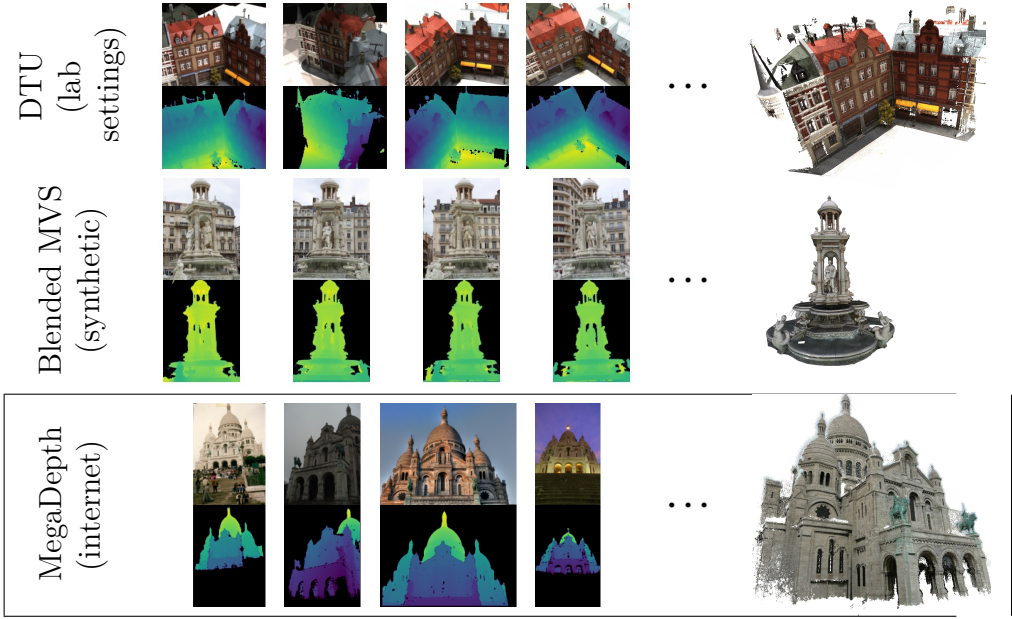 DTU
(lab
settings)
...
Blended MVS
(synthetic)
...
MegaDepth
(internet)
...